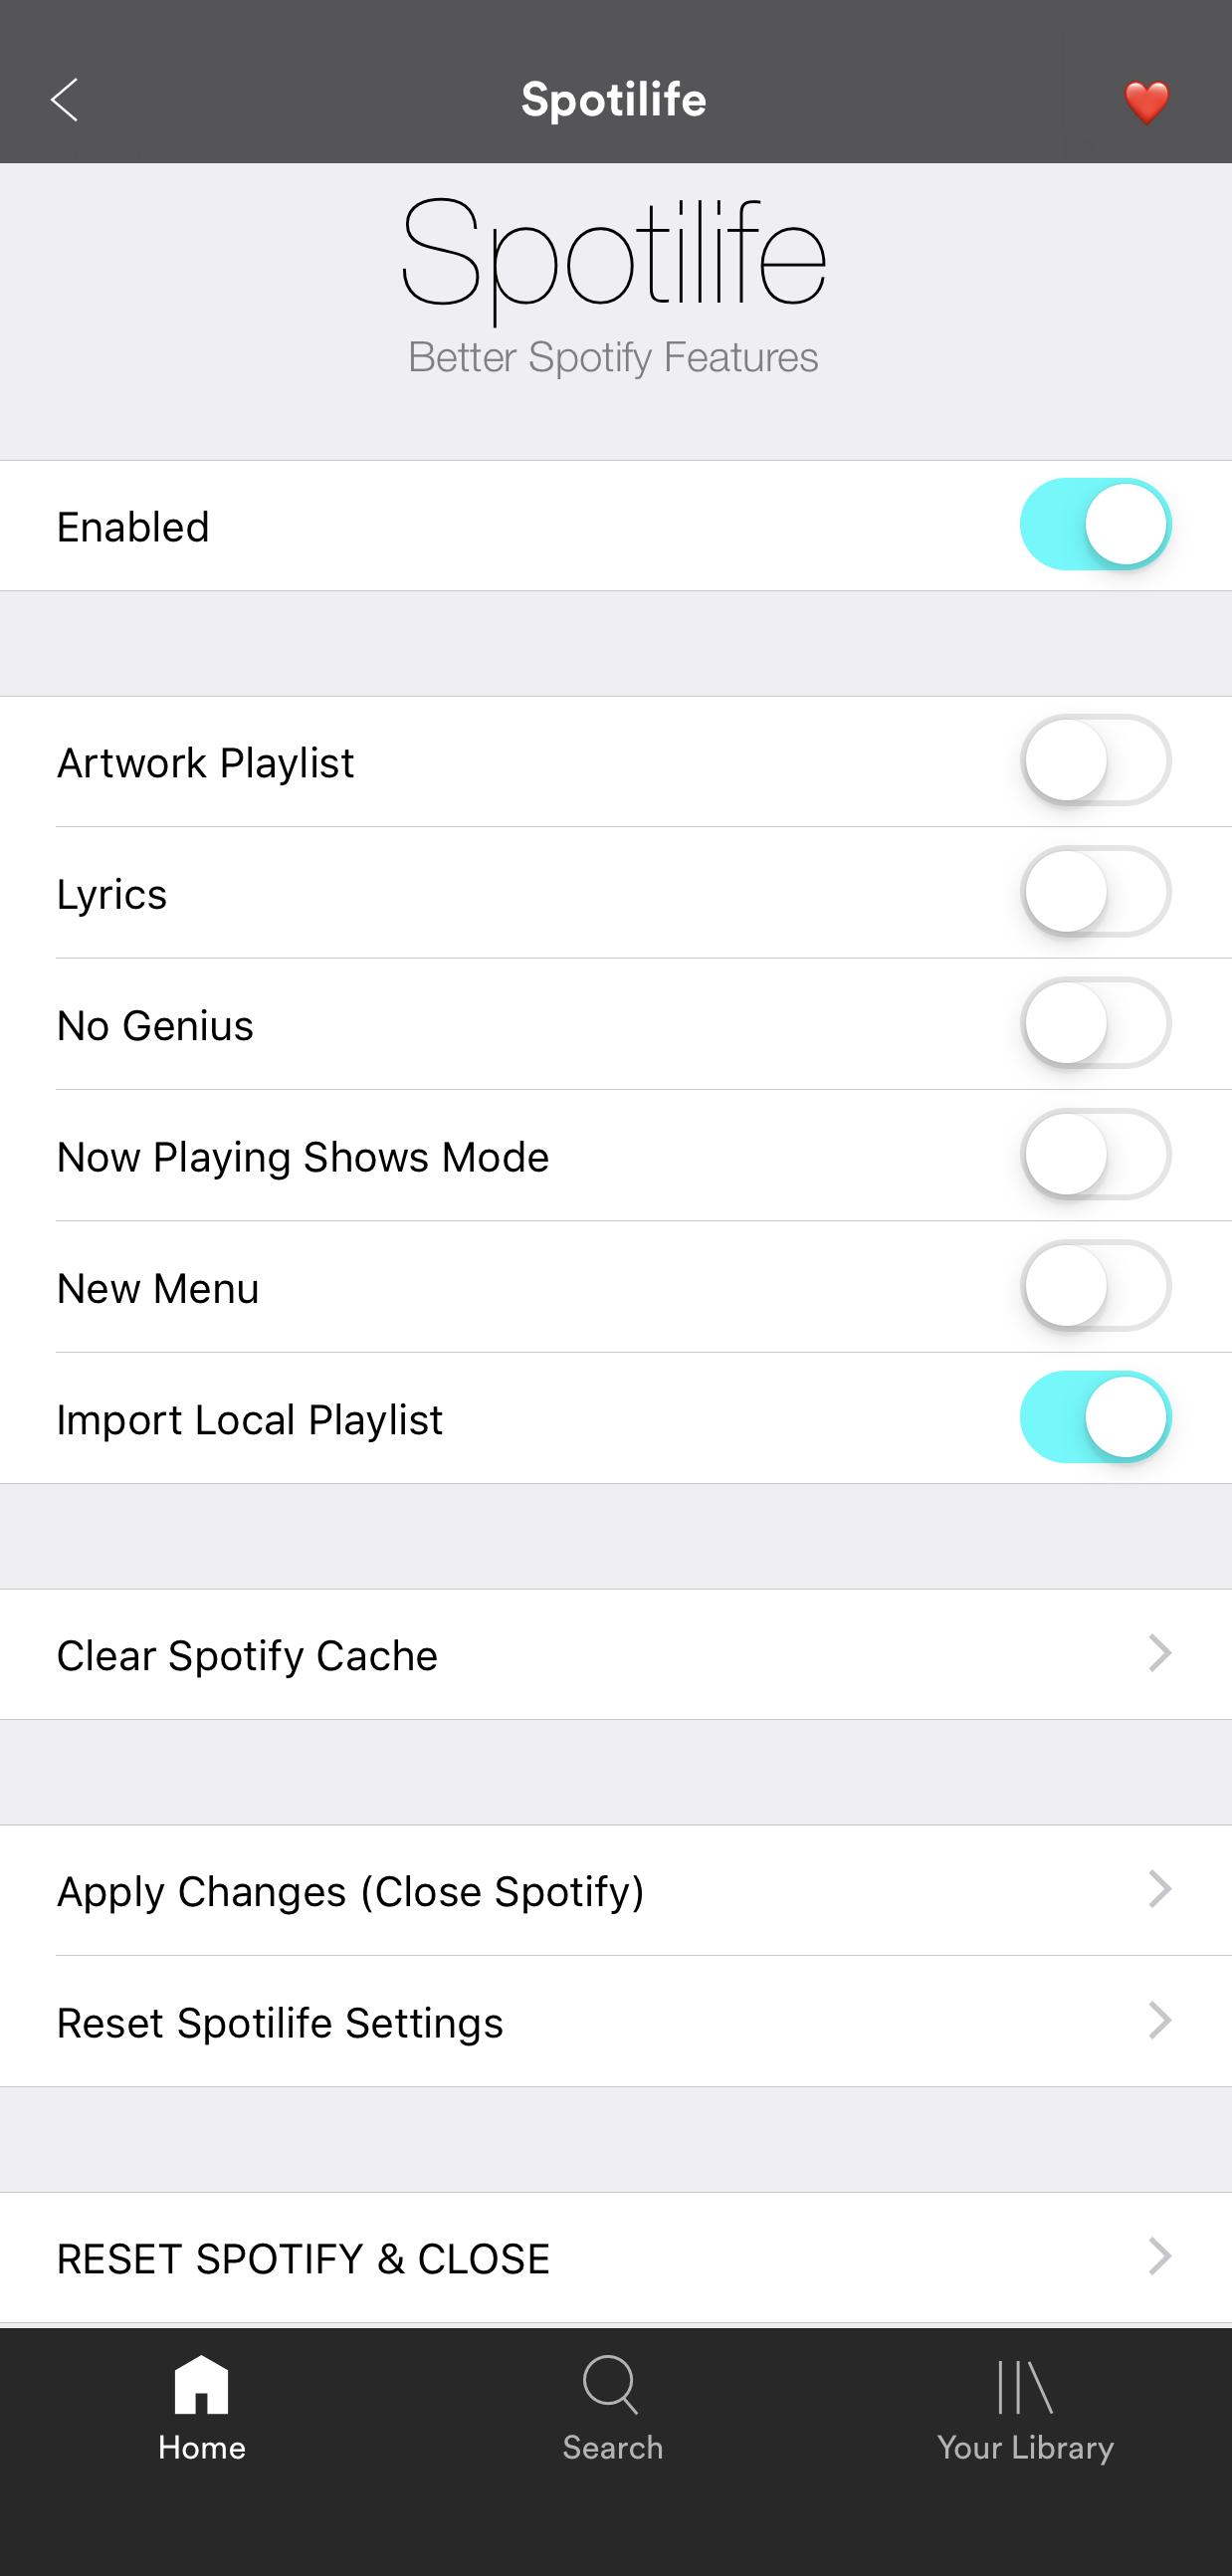 Spotilife
Spotilife
Better Spotify Features
Enabled
Artwork Playlist
Lyrics
No Genius
Now Playing Shows Mode
New Menu
Import Local Playlist
Clear Spotify Cache
Apply Changes (Close Spotify)
Reset Spotilife Settings
RESET SPOTIFY & CLOSE
Home
Search
Your Library